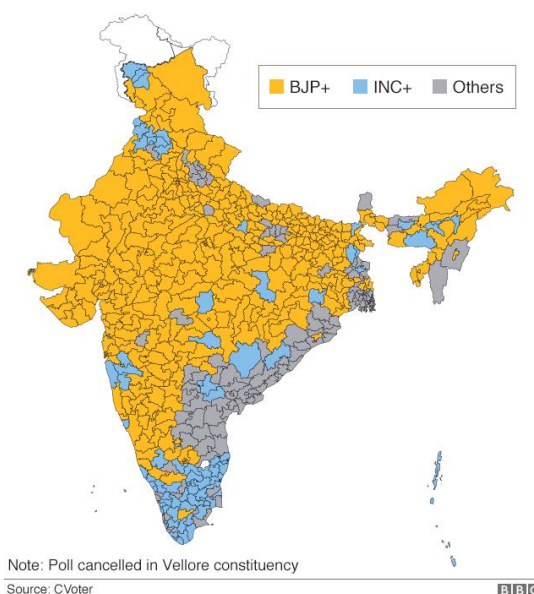 BJP+ INC+ Others
Note: Poll cancelled in Vellore constituency
Source: CVoter BBC